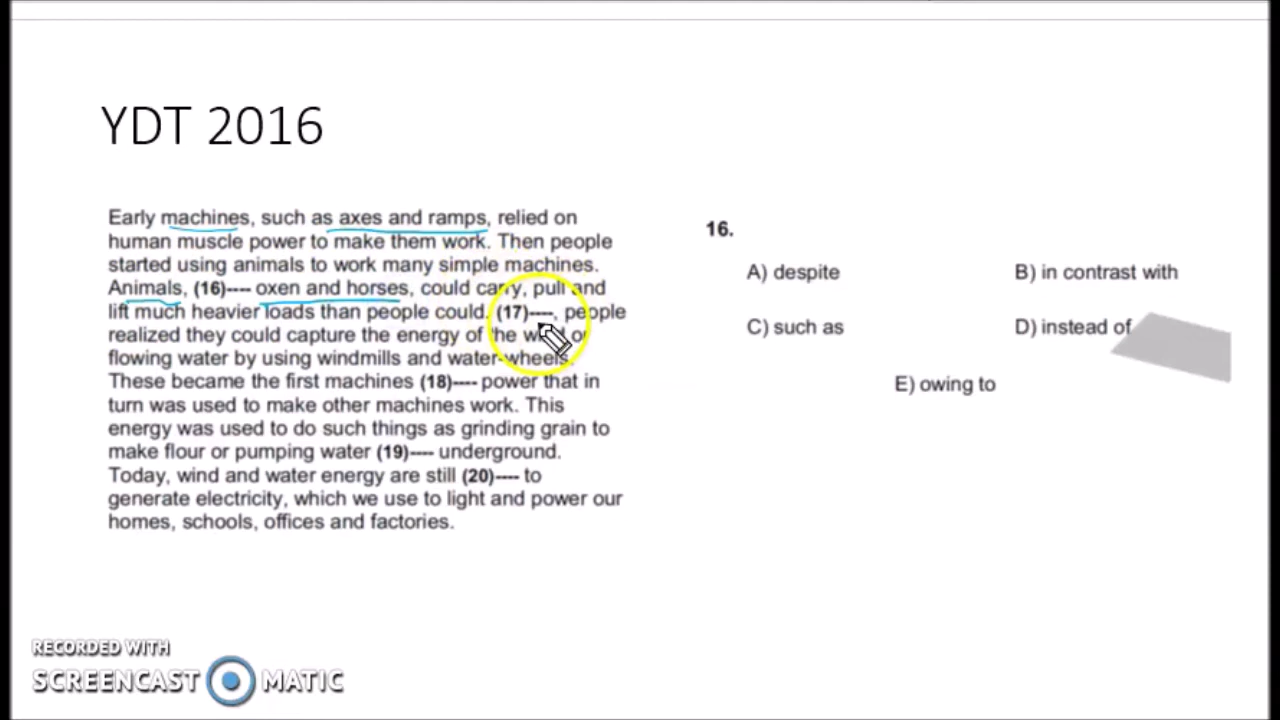 YDT 2016
Early machines, such as axes and ramps, relied on
human muscle power to make them work. Then people
started using animals to work many simple machines.
Animals, (16)---- oxen and horses, could carry, pull and
lift much heavier loads than people could. (17)----, people
realized they could capture the energy of the wind or
flowing water by using windmills and water-wheels.
These became the first machines (18)---- power that in
turn was used to make other machines work. This
energy was used to do such things as grinding grain to
make flour or pumping water (19)---- underground.
Today, wind and water energy are still (20)---- to
generate electricity, which we use to light and power our
homes, schools, offices and factories.
16.
A) despite
B) in contrast with
C) such as
D) instead of
E) owing to
RECORDED WITH
SCREENCAST MATIC